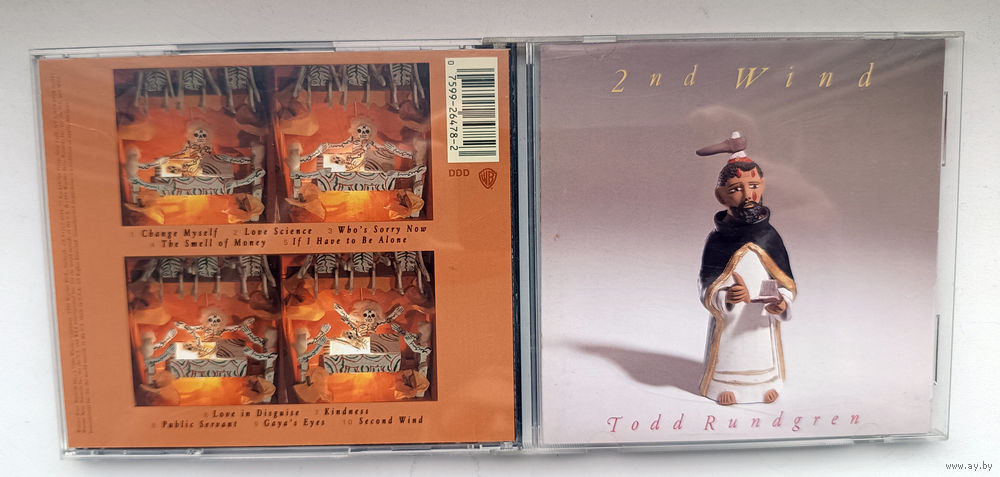 0 7599-26478-2
DDD
WB
1 Change Myself 2 Love Science 3 Who's Sorry Now
4 The Smell of Money 5 If I Have to Be Alone
6 Love in Disguise 7 Kindness
8 Public Servant 9 Gaya's Eyes 10 Second Wind
2nd Wind
Todd Rundgren
www.ay.by